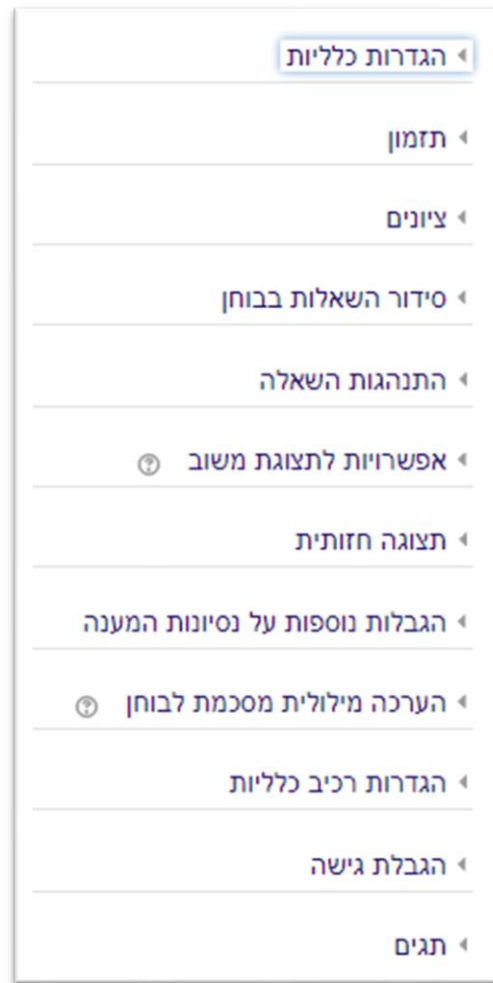 הגדרות כלליות
תזמון
ציונים
סידור השאלות בבוחן
התנהגות השאלה
אפשרויות לתצוגת משוב
תצוגה חזותית
הגבלות נוספות על נסיונות המענה
הערכה מילולית מסכמת לבוחן
הגדרות רכיב כלליות
הגבלת גישה
תגים